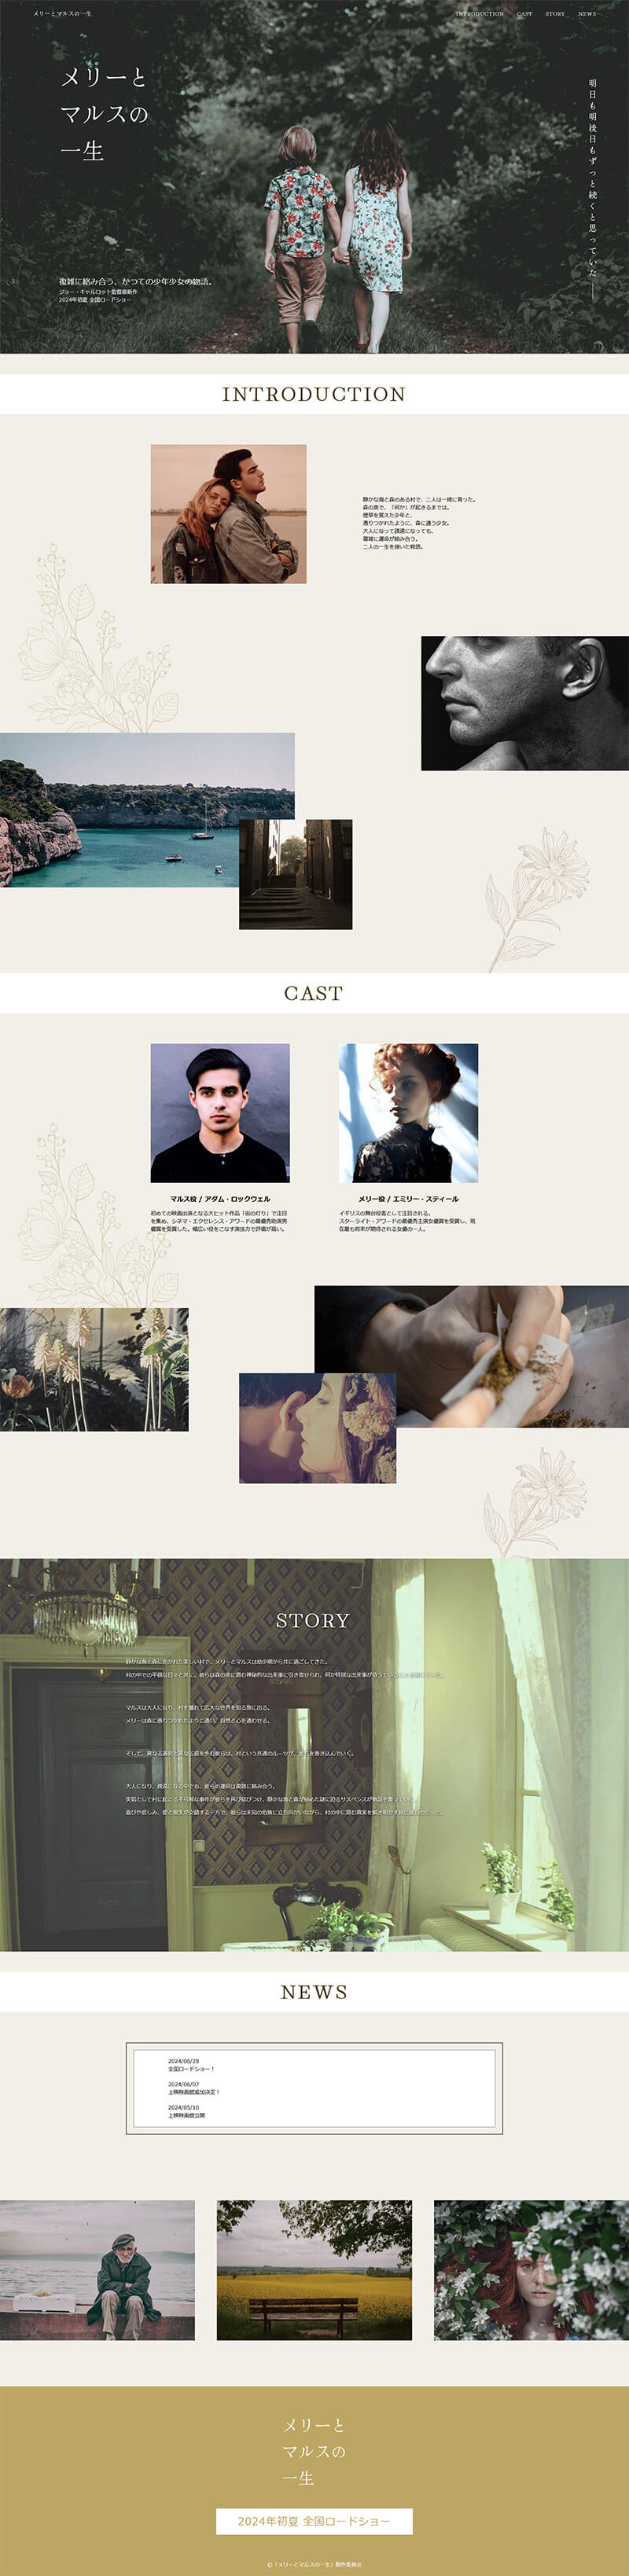 メリーとマルスの一生
INTRODUCTION CAST STORY NEWS
メリーと
マルスの
一生
明日も明後日もずっと続くと思っていた——
複雑に絡み合う、かつての少年少女の物語。
ジョー・キャルロット監督最新作
2024年初夏 全国ロードショー
INTRODUCTION
静かな海と森のある村で、二人は一緒に育った。
森の奥で、「何か」が起きるまでは。
煙草を覚えた少年と、
憑りつかれたように、森に通う少女。
大人になって疎遠になっても、
複雑に運命が絡み合う。
二人の一生を描いた物語。
CAST
マルス役 / アダム・ロックウェル
初めての映画出演となる大ヒット作品「街の灯り」で注目
を集め、シネマ・エクセレンス・アワードの最優秀助演男
優賞を受賞した。幅広い役をこなす演技力で評価が高い。
メリー役 / エミリー・スティール
イギリスの舞台役者として注目される。
スターライト・アワードの最優秀主演女優賞を受賞し、現
在最も将来が期待される女優の一人。
STORY
静かな海と森に抱かれた美しい村で、メリーとマルスは幼少期から共に過ごしてきた。
村の中での平穏な日々と共に、彼らは森の奥に潜む神秘的な出来事に引き寄せられ、何か特別な出来事が待っていることを
マルスは大人になり、村を離れて広大な世界を知る旅に出る。
メリーは森に憑りつかれたように通い、自然と心を通わせる。
そして、異なる選択と異なる道を歩む彼らは、村という共通のルーツが、彼らを巻き込んでいく。
大人になり、疎遠になる中でも、彼らの運命は複雑に絡み合う。
突如として村に起こる不可解な事件が彼らを再び結びつけ、静かな海と森が秘めた謎に迫るサスペンスが物語を覆っていく。
喜びや悲しみ、愛と喪失が交錯する一方で、彼らは未知の危険に立ち向かいながら、村の中に潜む真実を解き明かす旅に
NEWS
2024/06/28
全国ロードショー！
2024/06/07
上映映画館追加決定！
2024/05/10
上映映画館公開
メリーと
マルスの
一生
2024年初夏 全国ロードショー
©「メリーとマルスの一生」製作委員会